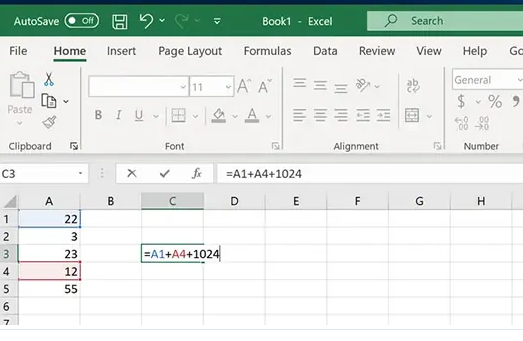 AutoSave Off Book1 - Excel Search
File Home Insert Page Layout Formulas Data Review View Help
Paste
B I U A A 11 A A ab c General
$ % 9
Clipboard Font Alignment Number
C3 fx =A1+A4+1024
A B C D E F G H
1 22
2 3
3 23 =A1+A4+1024
4 12
5 55
6
7